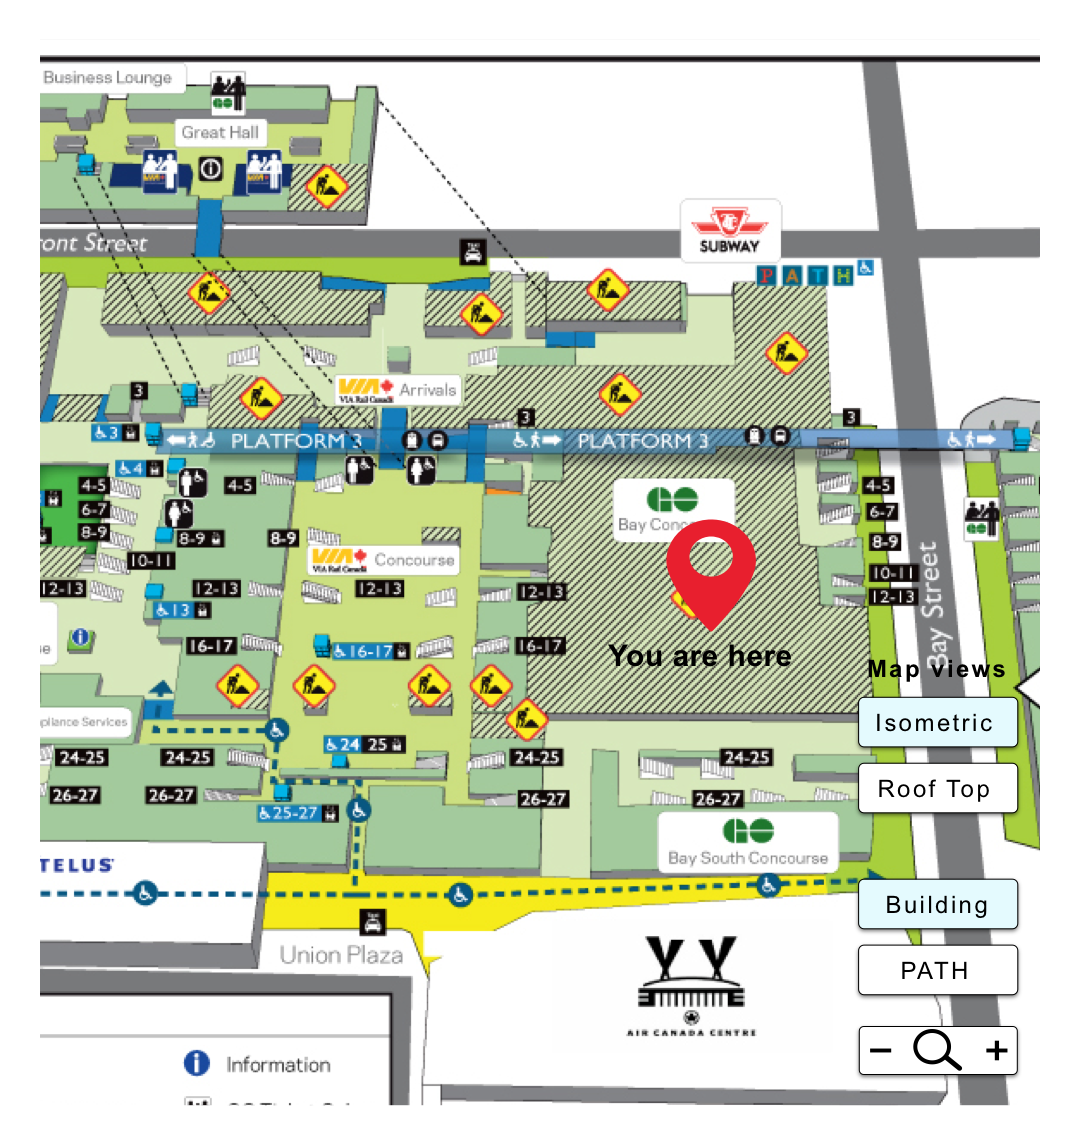 Business Lounge
GO
Great Hall
ront Street
TAXI
SUBWAY
PATH
VIA Rail Canada
Arrivals
3
3
3
3
PLATFORM 3
PLATFORM 3
4
4-5
4-5
4-5
GO
Bay Conc
6-7
6-7
8-9
8-9
8-9
8-9
10-11
10-11
VIA Rail Canada
Concourse
12-13
12-13
12-13
12-13
12-13
13
Bay Street
16-17
16-17
16-17
You are here
Map views
Isometric
Roof Top
Building
PATH
- +
pliance Services
24 25
24-25
24-25
24-25
24-25
26-27
26-27
26-27
26-27
25-27
GO
Bay South Concourse
TELUS
TAXI
Union Plaza
AIR CANADA CENTRE
Information